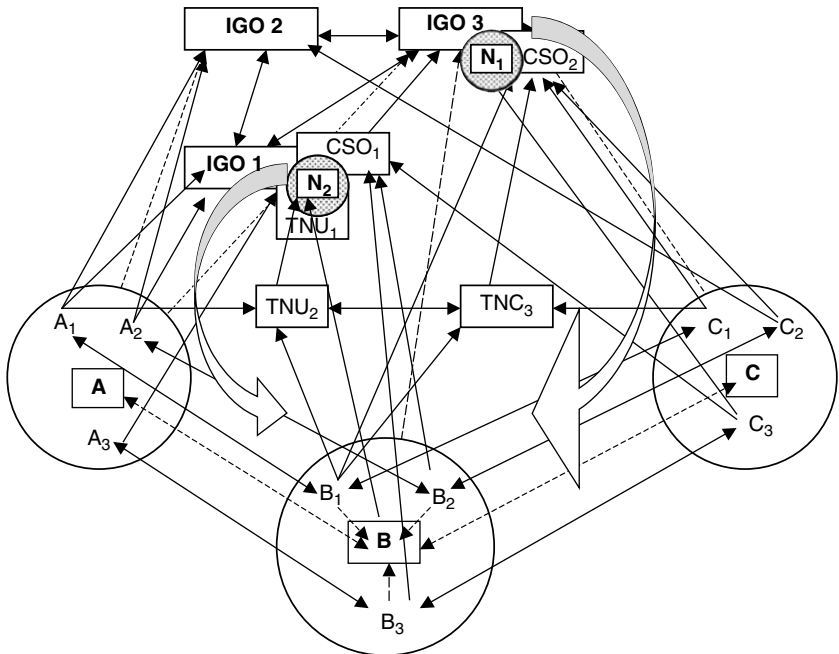 IGO 2
IGO 3
N₁
CSO₂
CSO₁
IGO 1
N₂
TNU₁
TNU₂
TNC₃
A₁
A₂
C₁
C₂
A
C
A₃
C₃
B₁
B₂
B
B₃